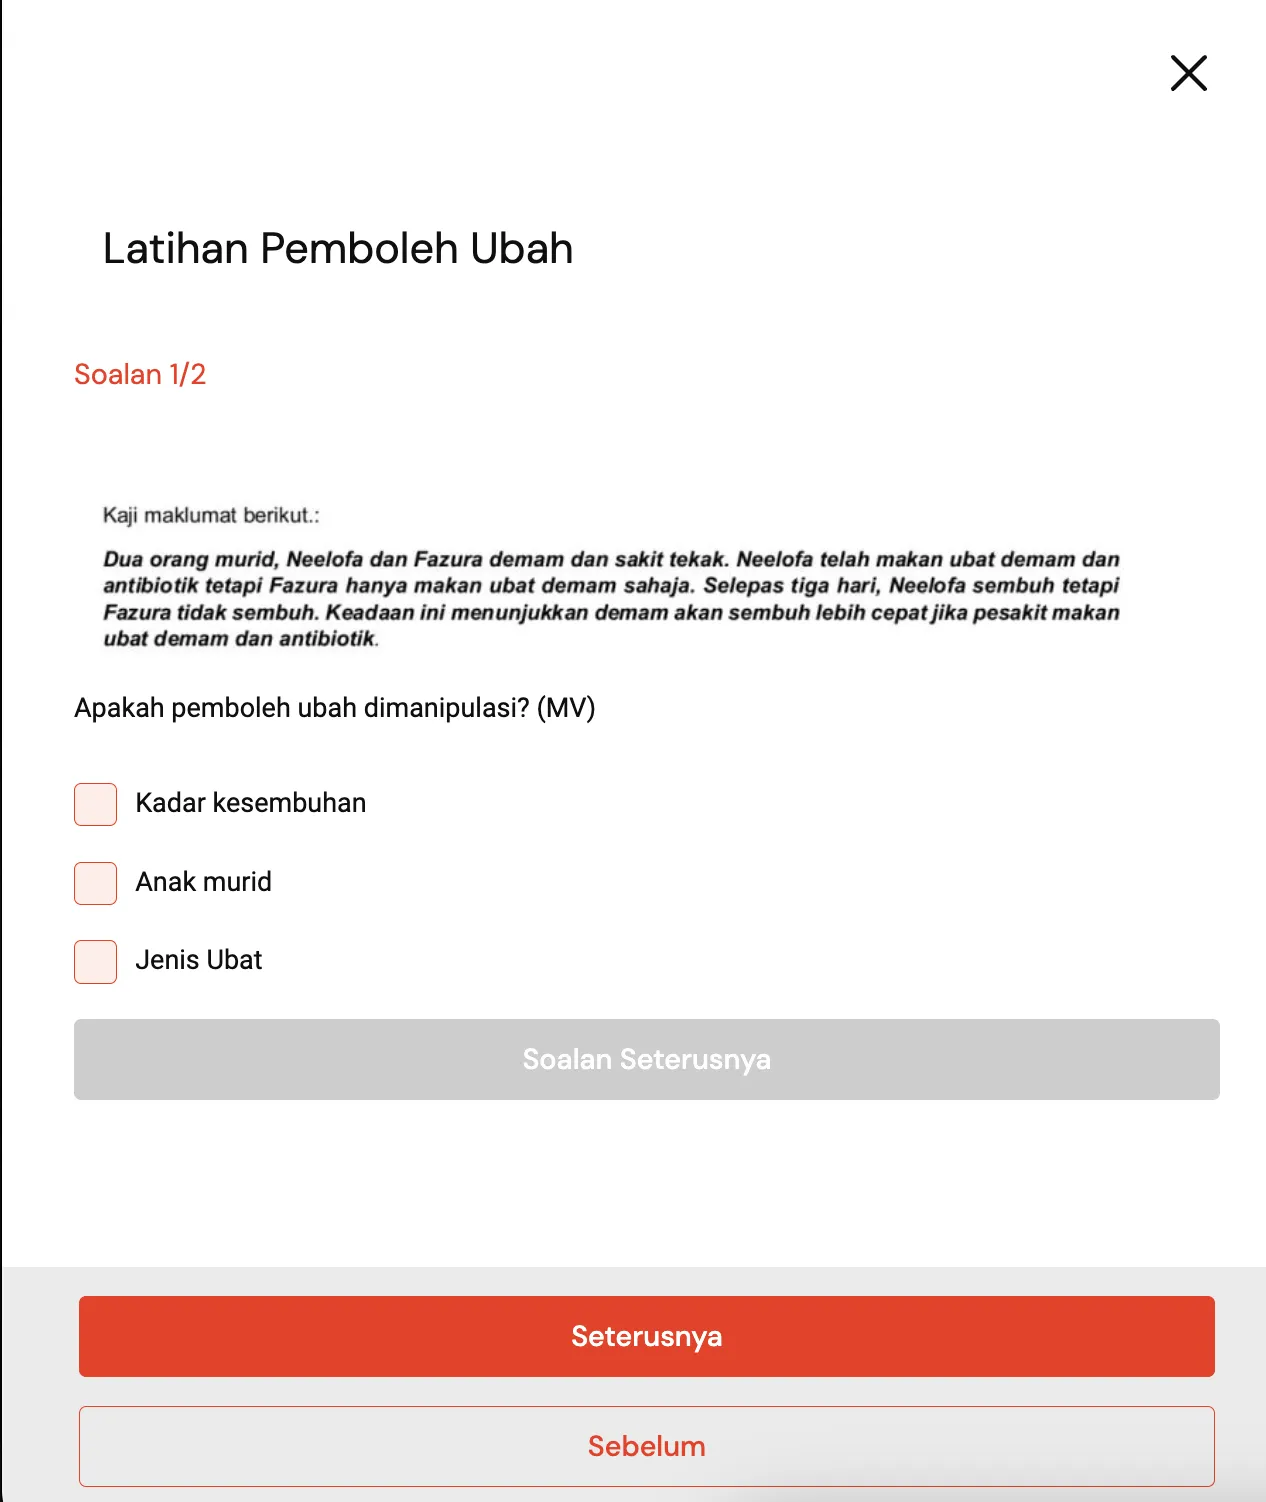 Latihan Pemboleh Ubah
Soalan 1/2
Kaji maklumat berikut.:
Dua orang murid, Neelofa dan Fazura demam dan sakit tekak. Neelofa telah makan ubat demam dan
antibiotik tetapi Fazura hanya makan ubat demam sahaja. Selepas tiga hari, Neelofa sembuh tetapi
Fazura tidak sembuh. Keadaan ini menunjukkan demam akan sembuh lebih cepat jika pesakit makan
ubat demam dan antibiotik.
Apakah pemboleh ubah dimanipulasi? (MV)
Kadar kesembuhan
Anak murid
Jenis Ubat
Soalan Seterusnya
Seterusnya
Sebelum